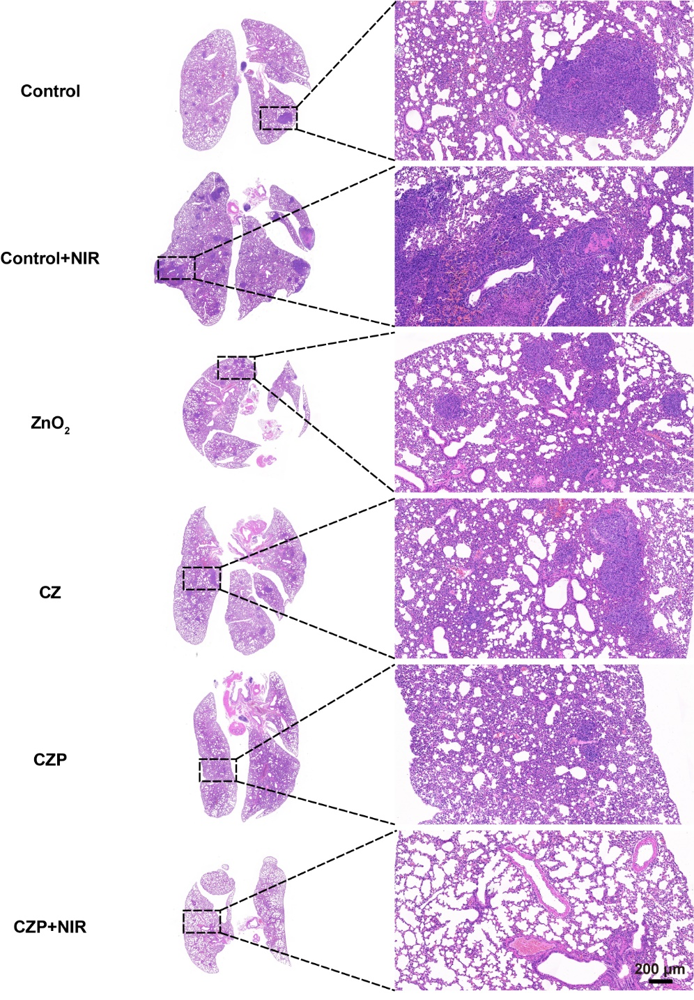 Control
Control+NIR
ZnO₂
CZ
CZP
CZP+NIR
200 μm